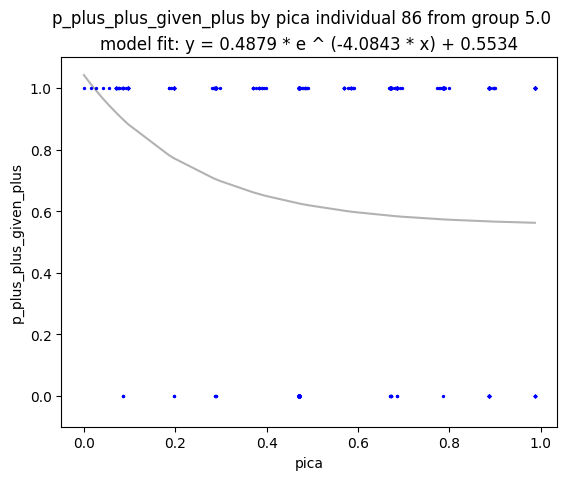 p_plus_plus_given_plus by pica individual 86 from group 5.0
model fit: y = 0.4879 * e ^ (-4.0843 * x) + 0.5534
p_plus_plus_given_plus
1.0
0.8
0.6
0.4
0.2
0.0
0.0 0.2 0.4 0.6 0.8 1.0
pica